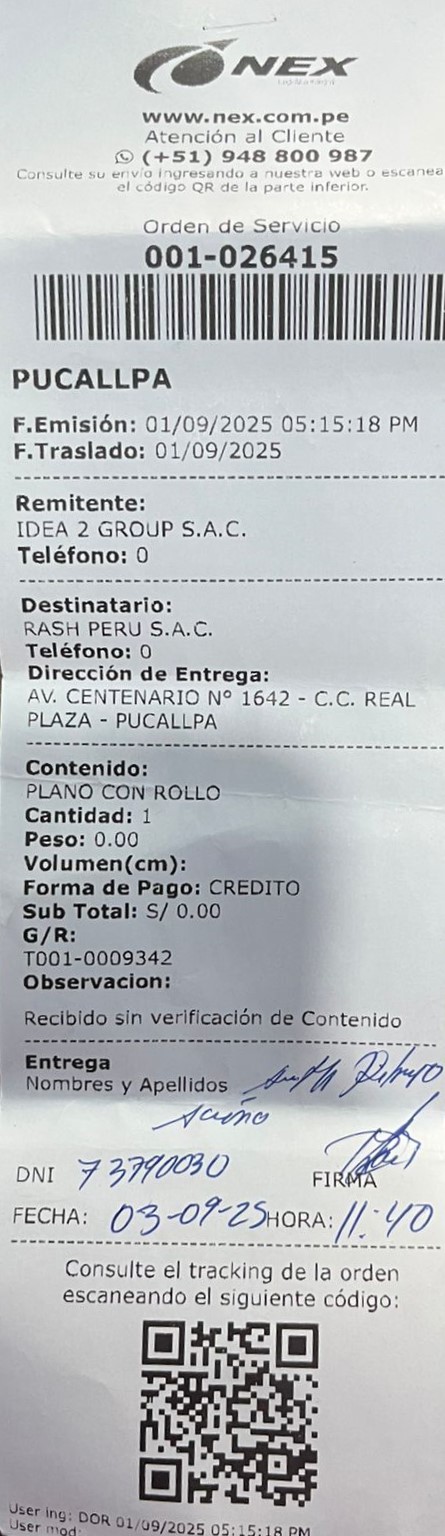 NEX
www.nex.com.pe
Atención al Cliente
(+51) 948 800 987
Consulte su envío ingresando a nuestra web o escanea
el código QR de la parte inferior.
Orden de Servicio
001-026415
PUCALLPA
F.Emisión: 01/09/2025 05:15:18 PM
F.Traslado: 01/09/2025
Remitente:
IDEA 2 GROUP S.A.C.
Teléfono: 0
Destinatario:
RASH PERU S.A.C.
Teléfono: 0
Dirección de Entrega:
AV. CENTENARIO N° 1642 - C.C. REAL
PLAZA - PUCALLPA
Contenido:
PLANO CON ROLLO
Cantidad: 1
Peso: 0.00
Volumen(cm):
Forma de Pago: CREDITO
Sub Total: S/ 0.00
G/R:
T001-0009342
Observacion:
Recibido sin verificación de Contenido
Entrega
Nombres y Apellidos
DNI 73790030 FIRMA
FECHA: 03-09-25 HORA: 11:40
Consulte el tracking de la orden
escaneando el siguiente código:
User ing: DOR 01/09/2025 05:15:18 PM
User mod: